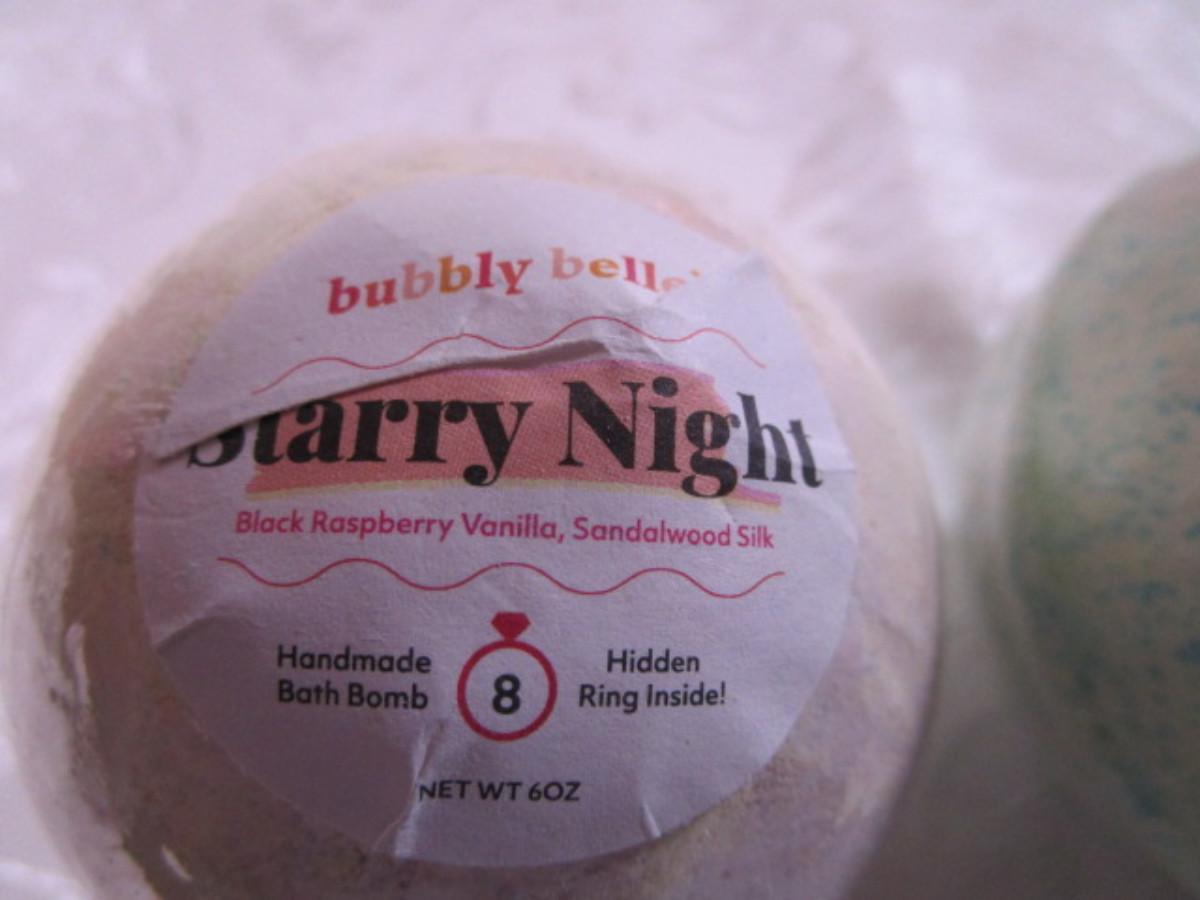 bubbly belle
Starry Night
Black Raspberry Vanilla, Sandalwood Silk
Handmade
Bath Bomb
8
Hidden
Ring Inside!
NET WT 6OZ